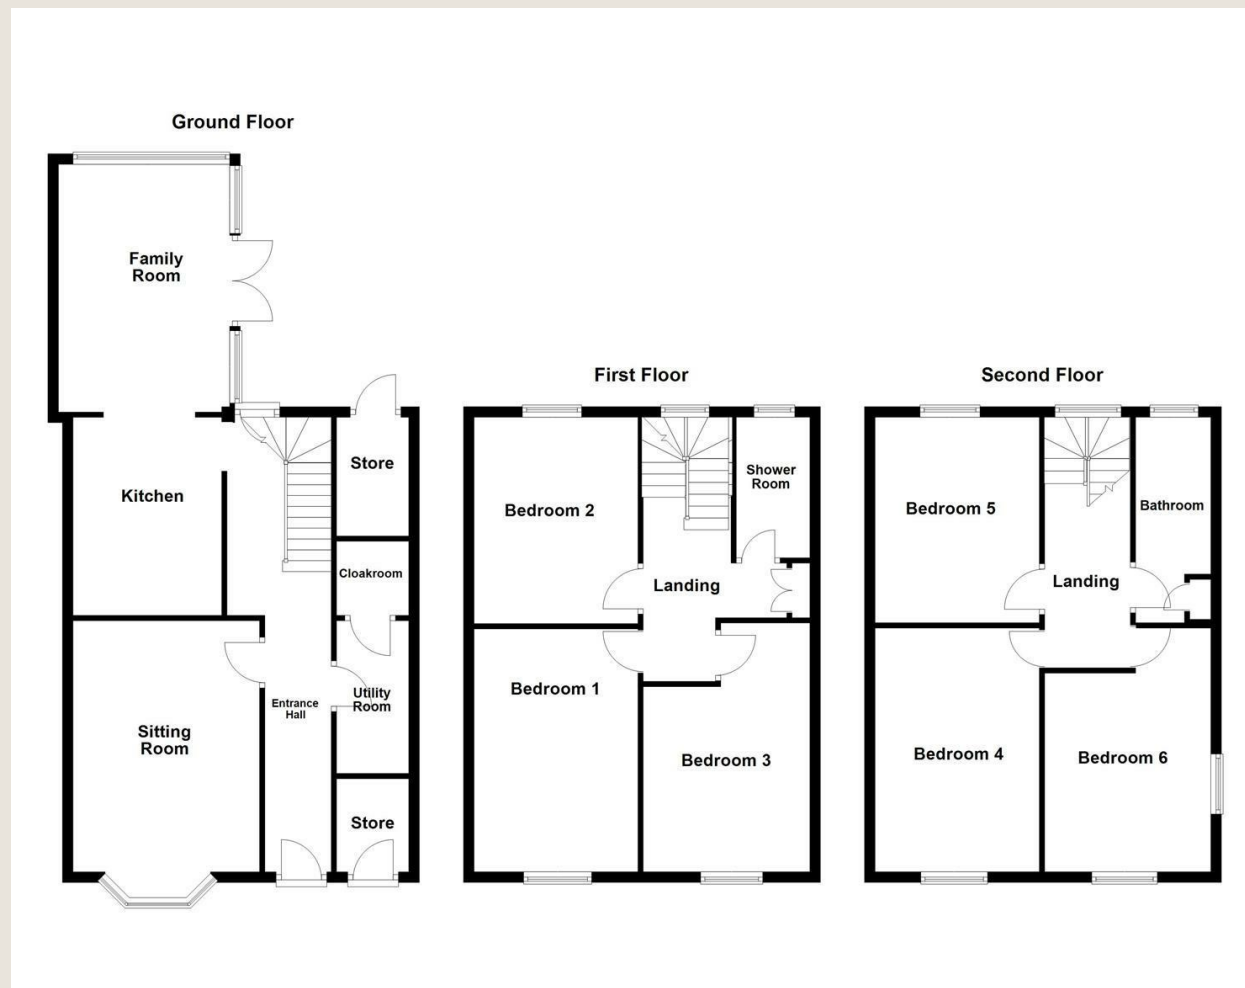 Ground Floor
Family
Room
Kitchen
Store
Cloakroom
Utility
Room
Entrance
Hall
Sitting
Room
Store
First Floor
Bedroom 2
Shower
Room
Landing
Bedroom 1
Bedroom 3
Second Floor
Bedroom 5
Bathroom
Landing
Bedroom 4
Bedroom 6